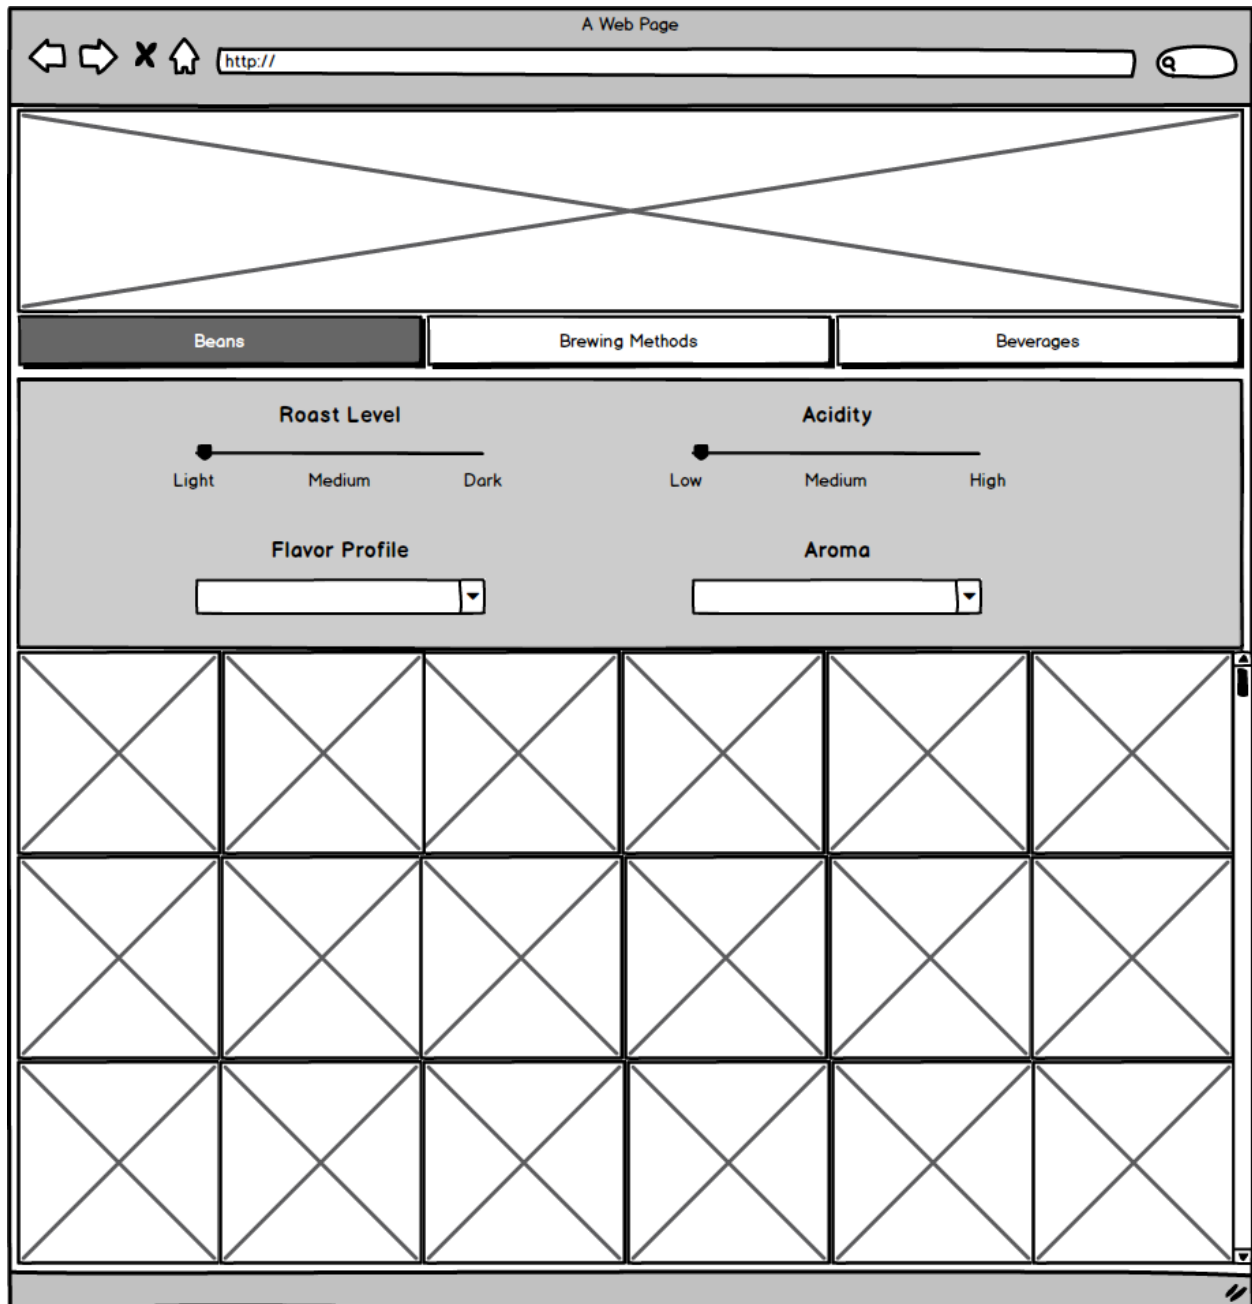 A Web Page
http://
Beans
Brewing Methods
Beverages
Roast Level
Acidity
Light Medium Dark
Low Medium High
Flavor Profile
Aroma